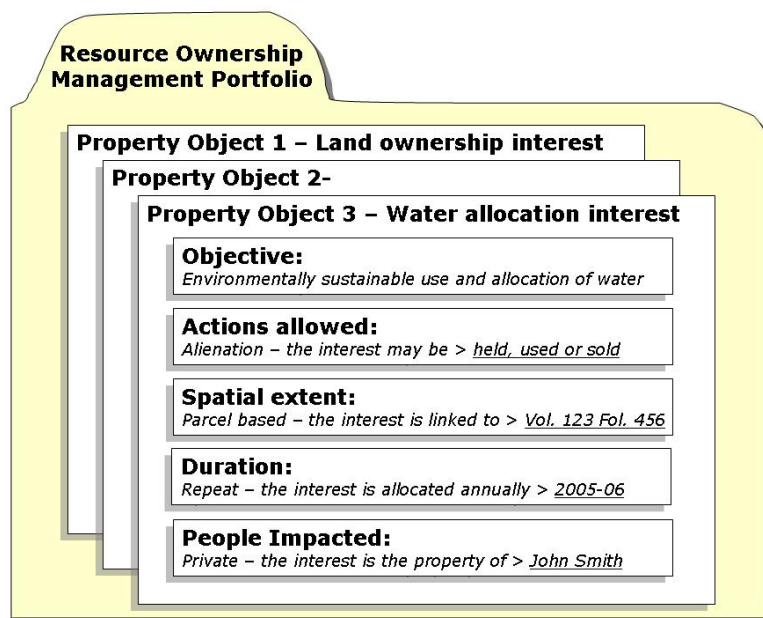 Resource Ownership
Management Portfolio
Property Object 1 – Land ownership interest
Property Object 2-
Property Object 3 – Water allocation interest
Objective:
Environmentally sustainable use and allocation of water
Actions allowed:
Alienation – the interest may be > held, used or sold
Spatial extent:
Parcel based – the interest is linked to > Vol. 123 Fol. 456
Duration:
Repeat – the interest is allocated annually > 2005-06
People Impacted:
Private – the interest is the property of > John Smith